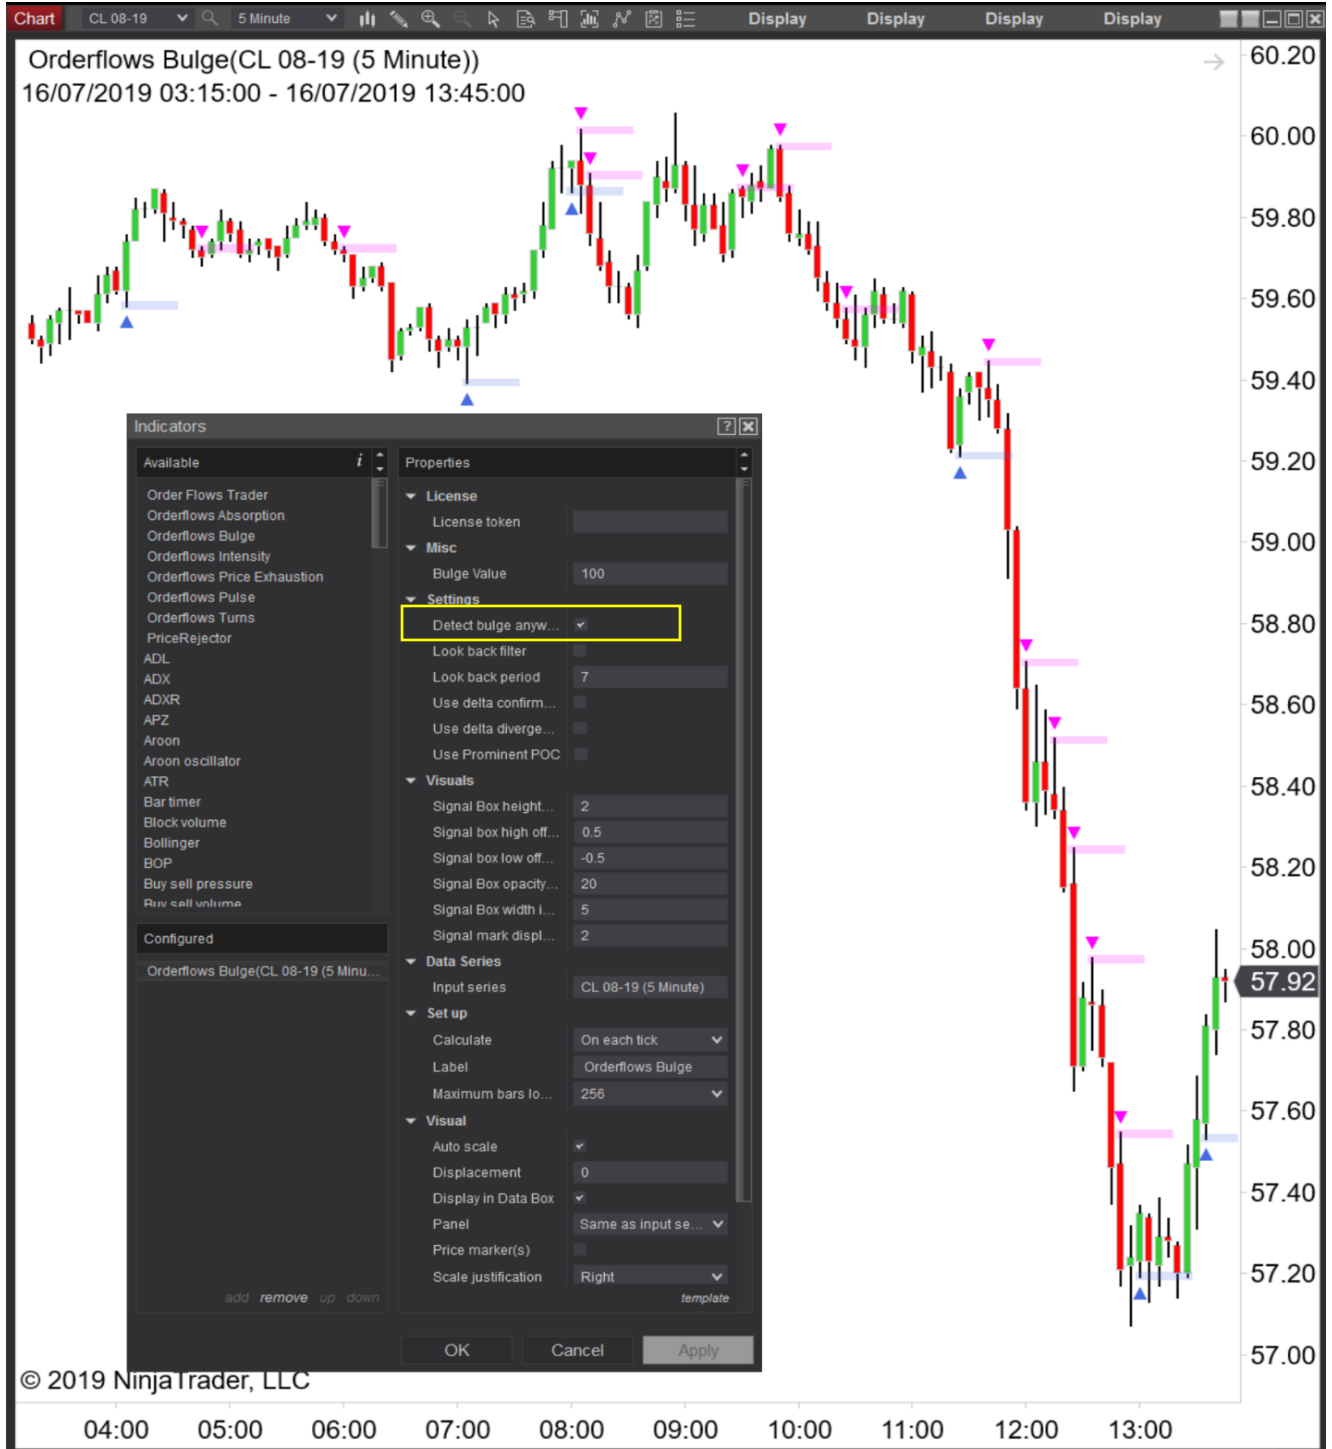 Chart CL 08-19 5 Minute Display Display Display Display
Orderflows Bulge(CL 08-19 (5 Minute))
16/07/2019 03:15:00 - 16/07/2019 13:45:00
60.20
60.00
59.80
59.60
59.40
59.20
59.00
58.80
58.60
58.40
58.20
58.00
57.92
57.80
57.60
57.40
57.20
57.00
Indicators ?
Available i
Order Flows Trader
Orderflows Absorption
Orderflows Bulge
Orderflows Intensity
Orderflows Price Exhaustion
Orderflows Pulse
Orderflows Turns
PriceRejector
ADL
ADX
ADXR
APZ
Aroon
Aroon oscillator
ATR
Bar timer
Block volume
Bollinger
BOP
Buy sell pressure
Buy sell volume
Configured
Orderflows Bulge(CL 08-19 (5 Minu...
add remove up down
Properties
License
License token
Misc
Bulge Value 100
Settings
Detect bulge anyw...
Look back filter
Look back period 7
Use delta confirm...
Use delta diverge...
Use Prominent POC
Visuals
Signal Box height... 2
Signal box high off... 0.5
Signal box low off... -0.5
Signal Box opacity... 20
Signal Box width i... 5
Signal mark displ... 2
Data Series
Input series CL 08-19 (5 Minute)
Set up
Calculate On each tick
Label Orderflows Bulge
Maximum bars lo... 256
Visual
Auto scale
Displacement 0
Display in Data Box
Panel Same as input se...
Price marker(s)
Scale justification Right
template
OK Cancel Apply
© 2019 NinjaTrader, LLC
04:00 05:00 06:00 07:00 08:00 09:00 10:00 11:00 12:00 13:00